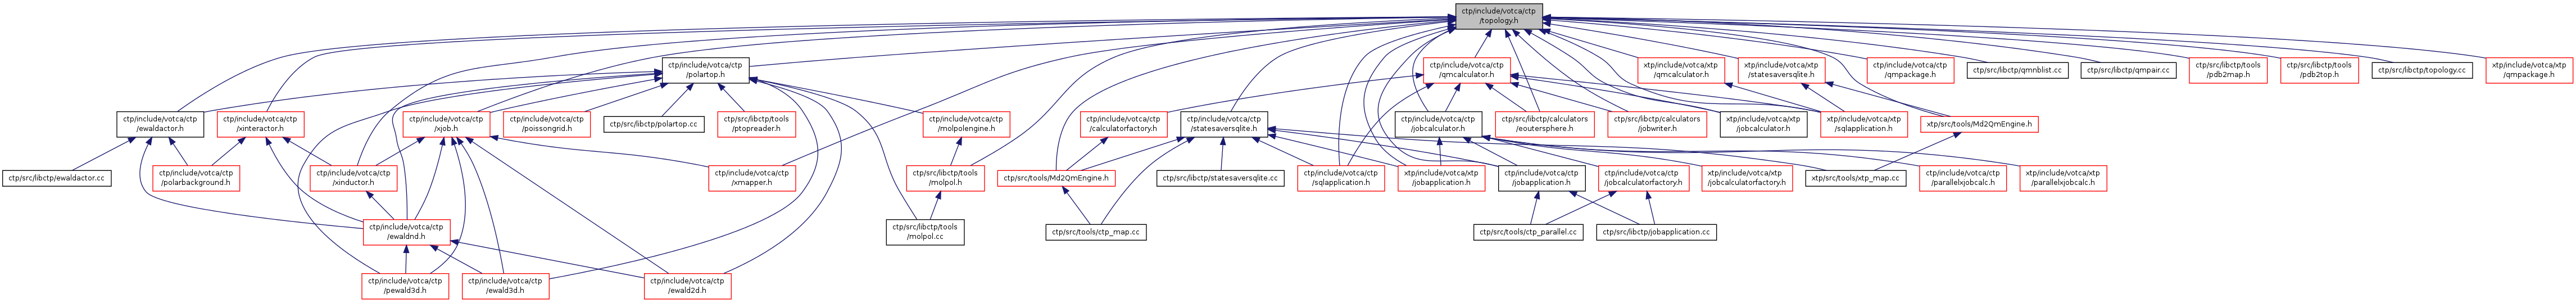 ctp/include/votca/ctp
/topology.h
ctp/include/votca/ctp
/polartop.h
ctp/include/votca/ctp
/qmcalculator.h
xtp/include/votca/xtp
/qmcalculator.h
xtp/include/votca/xtp
/statesaversqlite.h
ctp/include/votca/ctp
/qmpackage.h
ctp/src/libctp/qmnblist.cc
ctp/src/libctp/qmpair.cc
ctp/src/libctp/tools
/pdb2map.h
ctp/src/libctp/tools
/pdb2top.h
ctp/src/libctp/topology.cc
xtp/include/votca/xtp
/qmpackage.h
ctp/include/votca/ctp
/ewaldactor.h
ctp/include/votca/ctp
/xinteractor.h
ctp/include/votca/ctp
/xjob.h
ctp/include/votca/ctp
/poissongrid.h
ctp/src/libctp/polartop.cc
ctp/src/libctp/tools
/ptopreader.h
ctp/include/votca/ctp
/molpolengine.h
ctp/include/votca/ctp
/calculatorfactory.h
ctp/include/votca/ctp
/statesaversqlite.h
ctp/include/votca/ctp
/jobcalculator.h
ctp/src/libctp/calculators
/eoutersphere.h
ctp/src/libctp/calculators
/jobwriter.h
xtp/include/votca/xtp
/jobcalculator.h
xtp/include/votca/xtp
/sqlapplication.h
xtp/src/tools/Md2QmEngine.h
ctp/src/libctp/ewaldactor.cc
ctp/include/votca/ctp
/polarbackground.h
ctp/include/votca/ctp
/xinductor.h
ctp/include/votca/ctp
/xmapper.h
ctp/src/libctp/tools
/molpol.h
ctp/src/tools/Md2QmEngine.h
ctp/src/libctp/statesaversqlite.cc
ctp/include/votca/ctp
/sqlapplication.h
xtp/include/votca/xtp
/jobapplication.h
ctp/include/votca/ctp
/jobapplication.h
ctp/include/votca/ctp
/jobcalculatorfactory.h
xtp/include/votca/xtp
/jobcalculatorfactory.h
xtp/src/tools/xtp_map.cc
ctp/include/votca/ctp
/parallelxjobcalc.h
xtp/include/votca/xtp
/parallelxjobcalc.h
ctp/include/votca/ctp
/ewaldnd.h
ctp/src/libctp/tools
/molpol.cc
ctp/src/tools/ctp_map.cc
ctp/src/tools/ctp_parallel.cc
ctp/src/libctp/jobapplication.cc
ctp/include/votca/ctp
/pewald3d.h
ctp/include/votca/ctp
/ewald3d.h
ctp/include/votca/ctp
/ewald2d.h